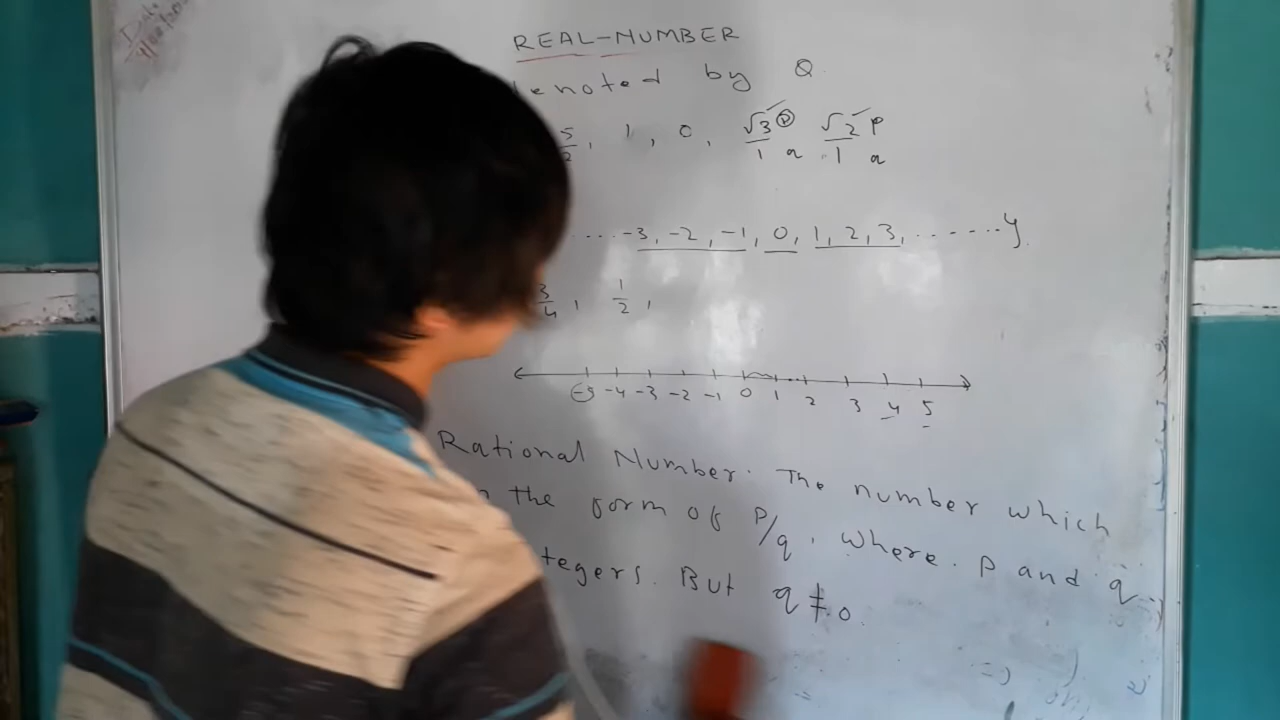 REAL-NUMBER
denoted by Q
5/2, 1, 0, √3/1 p q √2/1 p q
.... -3, -2, -1, 0, 1, 2, 3, ......}
3/4, 1/2,
-5 -4 -3 -2 -1 0 1 2 3 4 5
Rational Number. The number which
the form of P/q, where. p and q
tegers. But q ≠ 0.